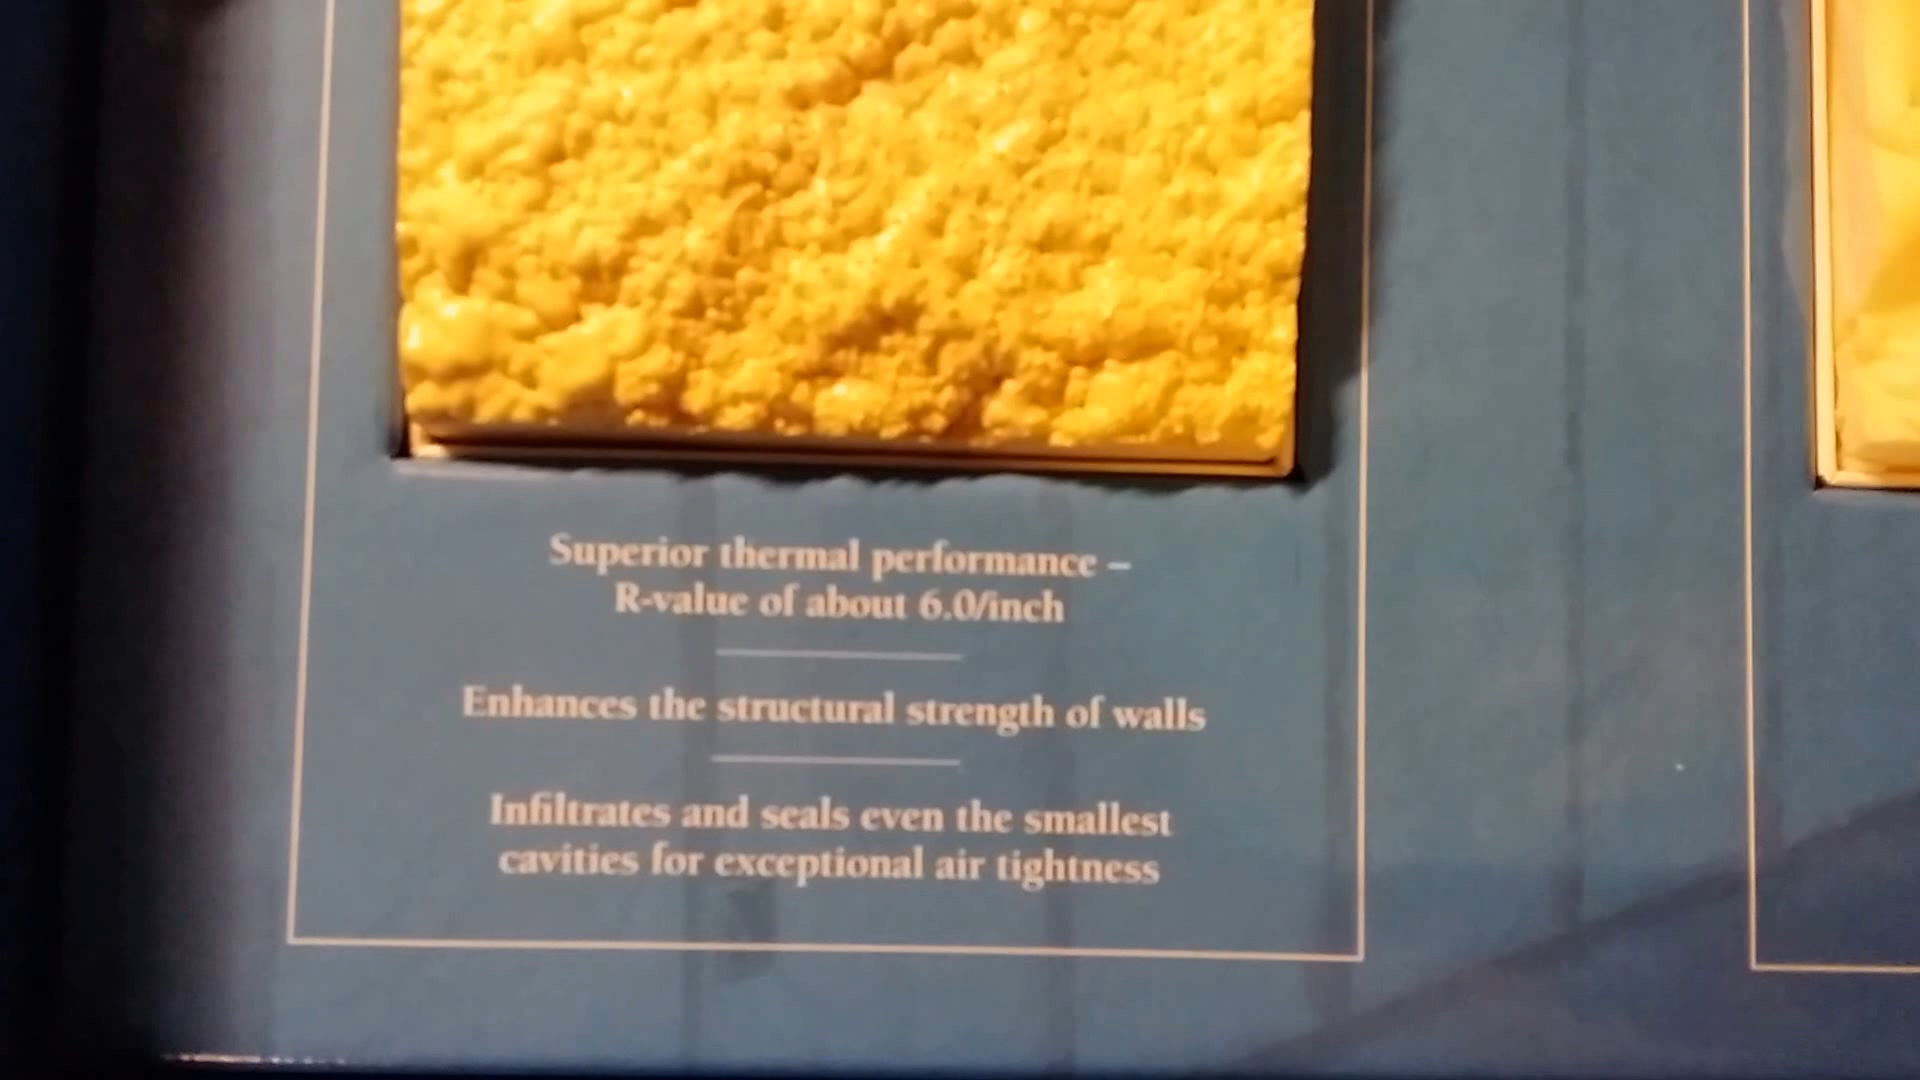 Superior thermal performance –
R-value of about 6.0/inch
Enhances the structural strength of walls
Infiltrates and seals even the smallest
cavities for exceptional air tightness